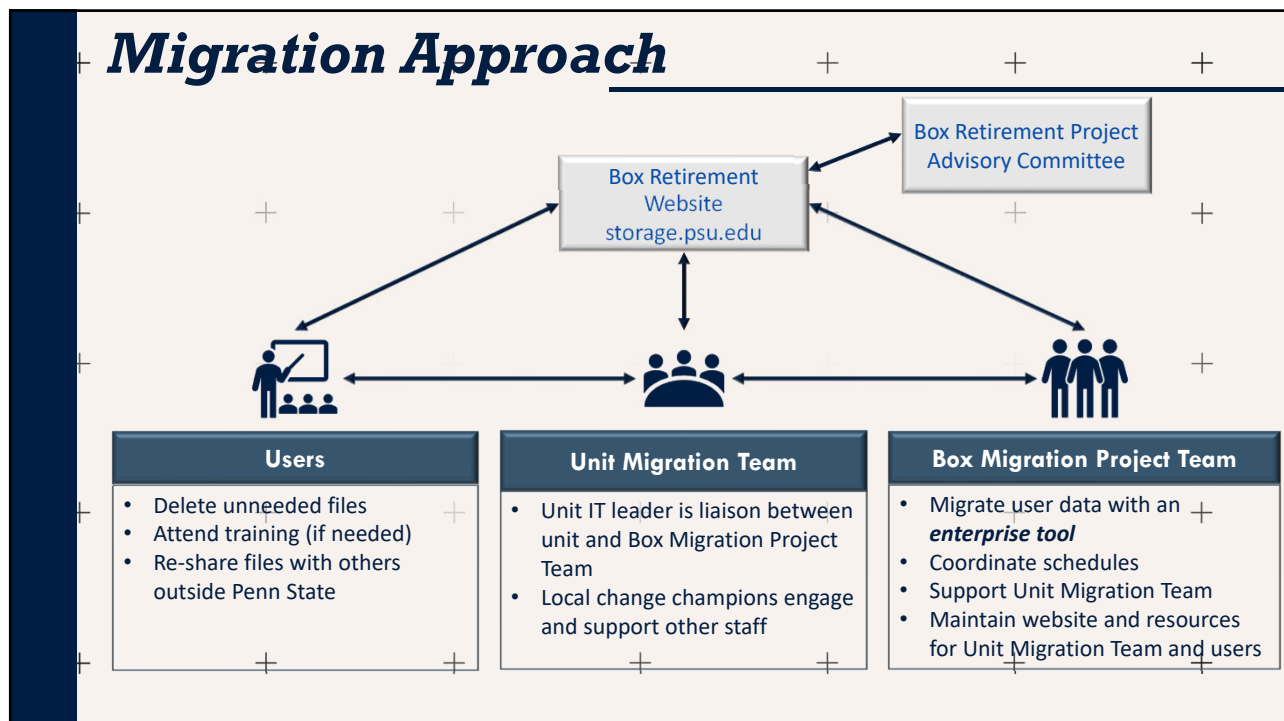 Migration Approach
Box Retirement Project
Advisory Committee
Box Retirement
Website
storage.psu.edu
Users
• Delete unneeded files
• Attend training (if needed)
• Re-share files with others
outside Penn State
Unit Migration Team
• Unit IT leader is liaison between
unit and Box Migration Project
Team
• Local change champions engage
and support other staff
Box Migration Project Team
• Migrate user data with an
enterprise tool
• Coordinate schedules
• Support Unit Migration Team
• Maintain website and resources
for Unit Migration Team and users